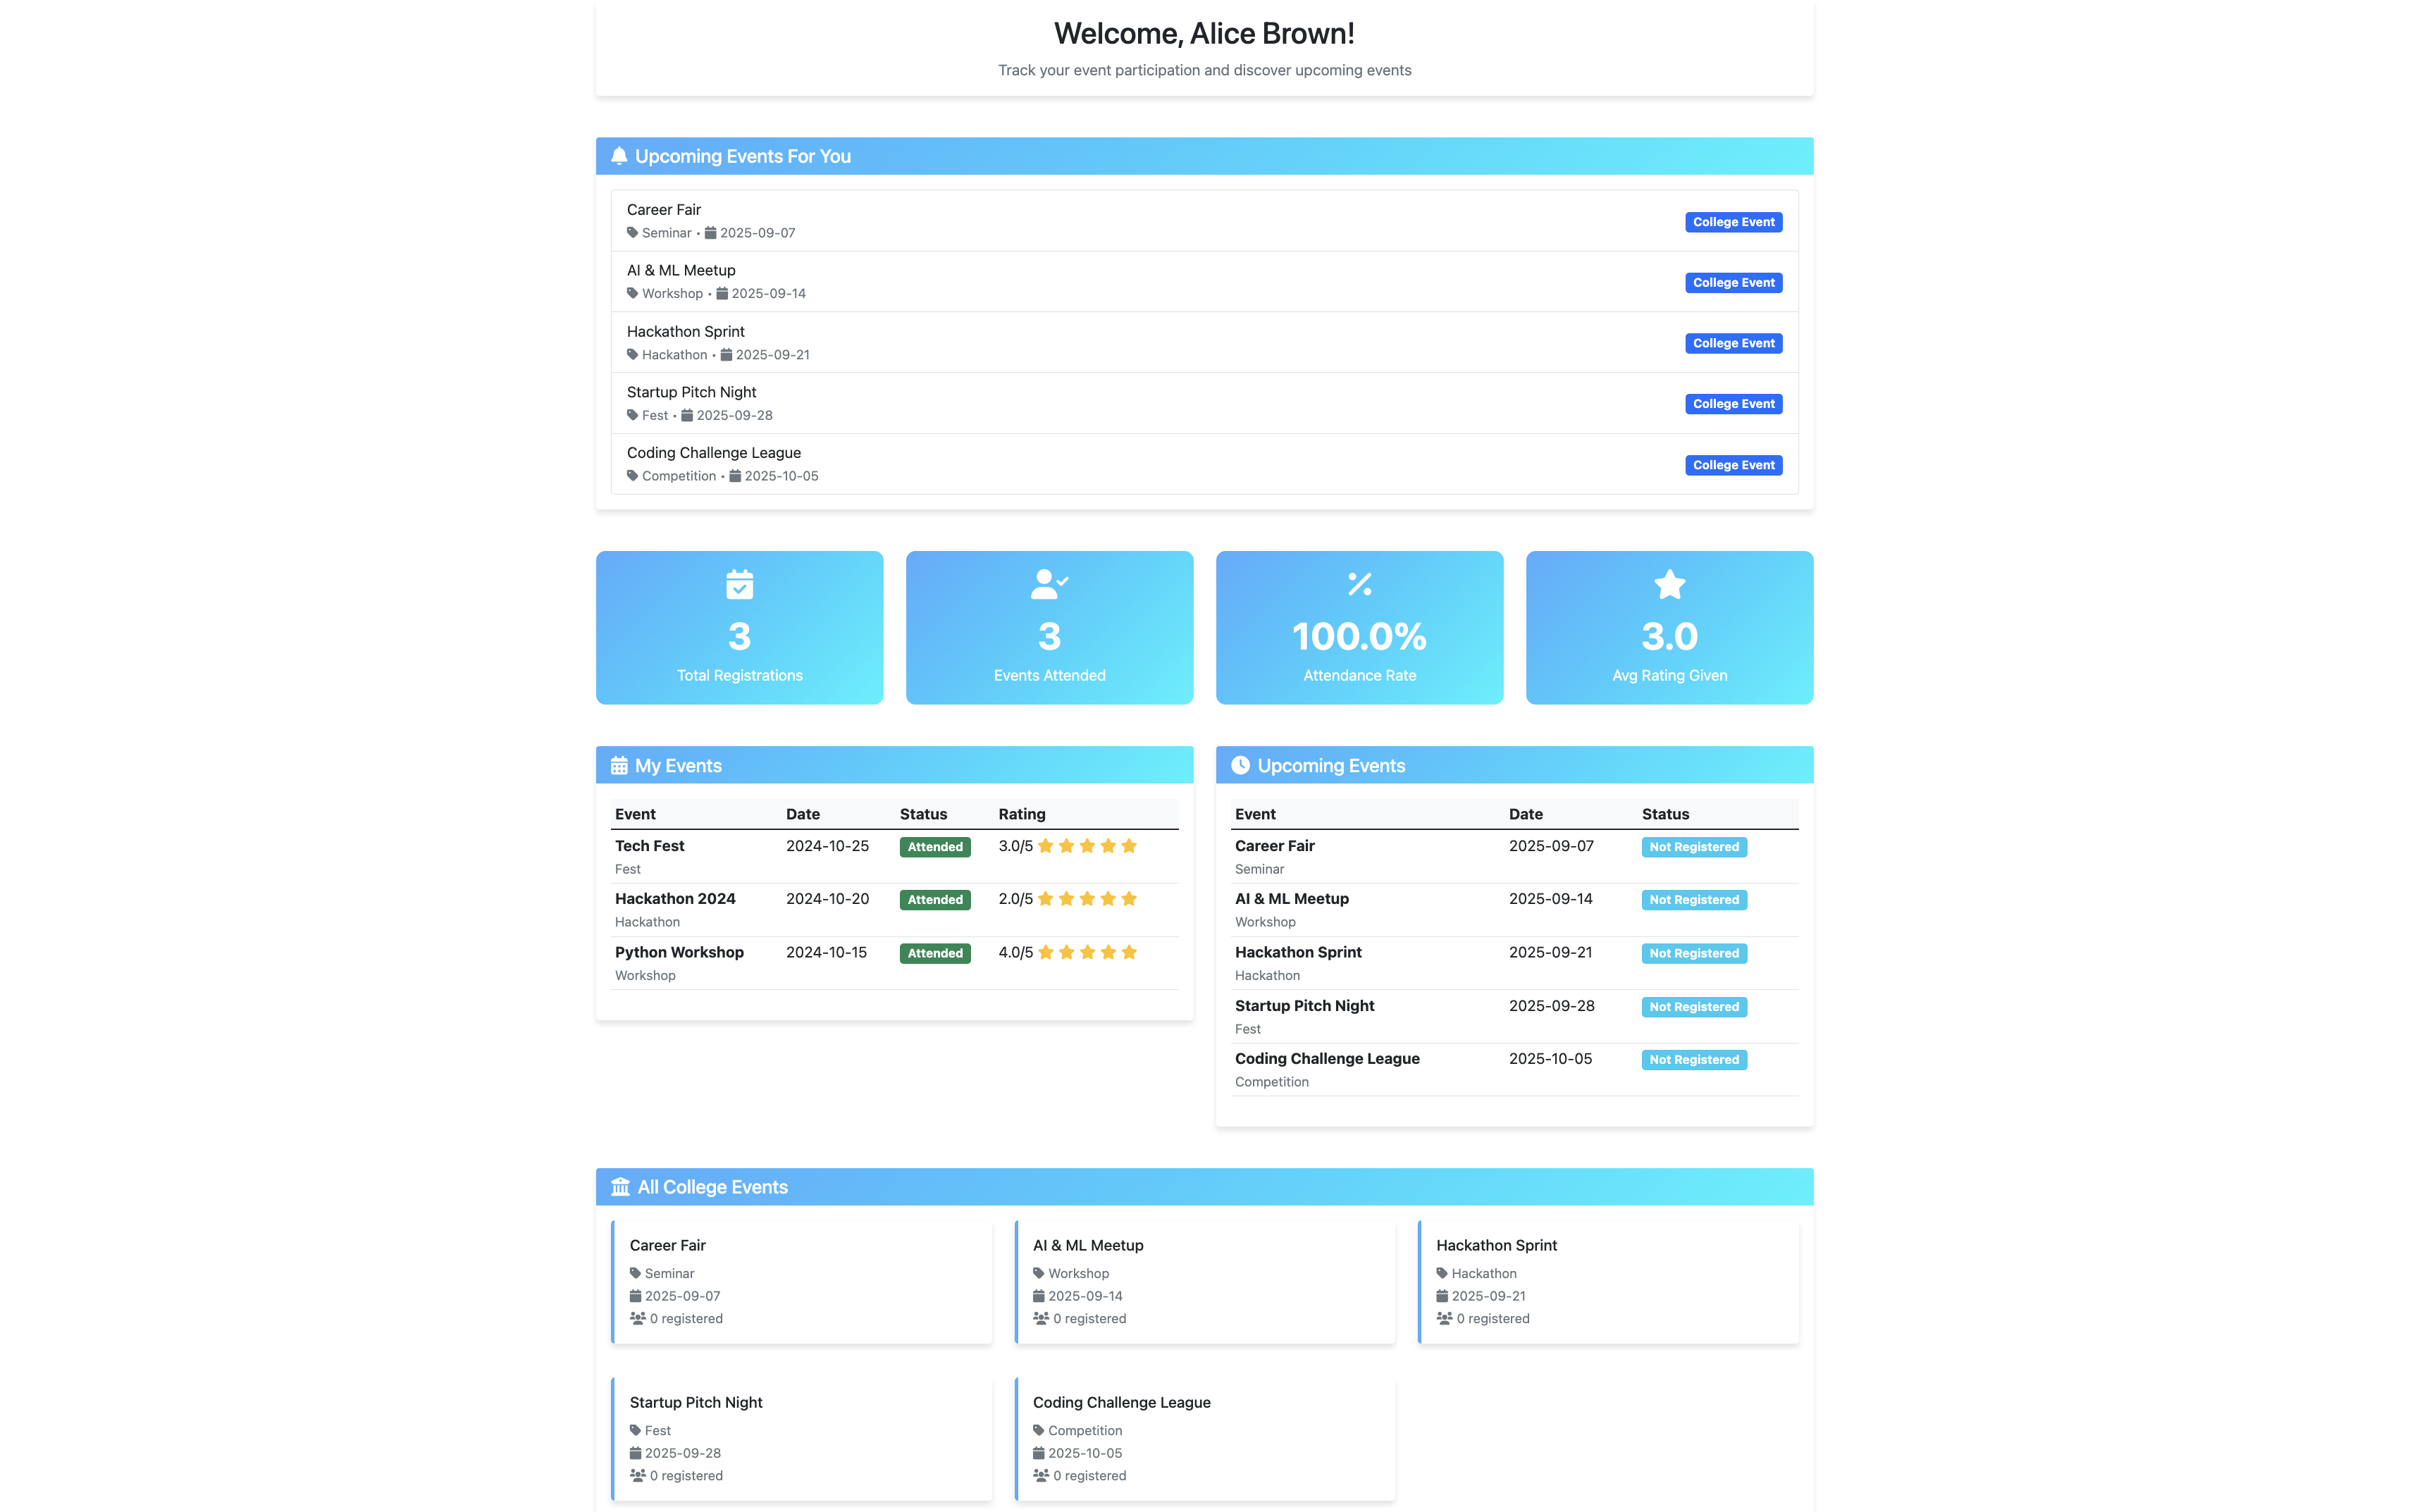 Welcome, Alice Brown!
Track your event participation and discover upcoming events
Upcoming Events For You
Career Fair
Seminar • 2025-09-07
College Event
AI & ML Meetup
Workshop • 2025-09-14
College Event
Hackathon Sprint
Hackathon • 2025-09-21
College Event
Startup Pitch Night
Fest • 2025-09-28
College Event
Coding Challenge League
Competition • 2025-10-05
College Event
3
Total Registrations
3
Events Attended
100.0%
Attendance Rate
3.0
Avg Rating Given
My Events
Event Date Status Rating
Tech Fest 2024-10-25 Attended 3.0/5
Fest
Hackathon 2024 2024-10-20 Attended 2.0/5
Hackathon
Python Workshop 2024-10-15 Attended 4.0/5
Workshop
Upcoming Events
Event Date Status
Career Fair 2025-09-07 Not Registered
Seminar
AI & ML Meetup 2025-09-14 Not Registered
Workshop
Hackathon Sprint 2025-09-21 Not Registered
Hackathon
Startup Pitch Night 2025-09-28 Not Registered
Fest
Coding Challenge League 2025-10-05 Not Registered
Competition
All College Events
Career Fair
Seminar
2025-09-07
0 registered
AI & ML Meetup
Workshop
2025-09-14
0 registered
Hackathon Sprint
Hackathon
2025-09-21
0 registered
Startup Pitch Night
Fest
2025-09-28
0 registered
Coding Challenge League
Competition
2025-10-05
0 registered